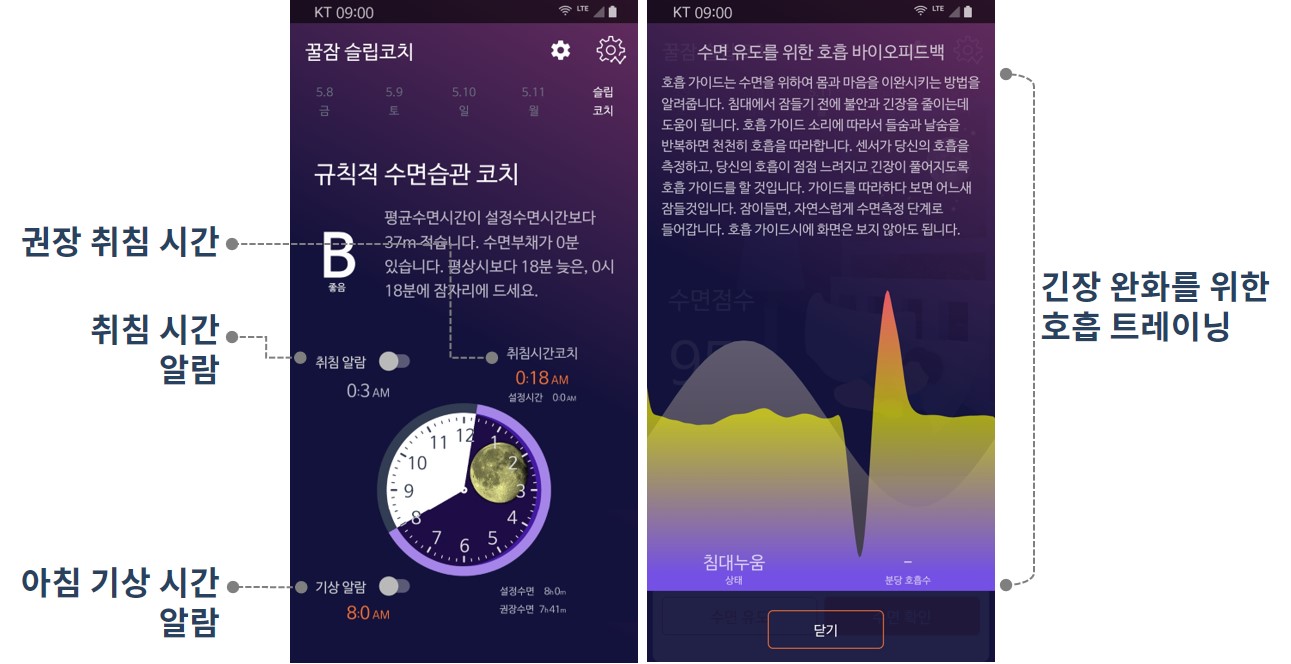 권장 취침 시간
취침 시간
알람
아침 기상 시간
알람
KT 09:00
LTE
꿀잠 슬립코치
5.8
금
5.9
토
5.10
일
5.11
월
슬립
코치
규칙적 수면습관 코치
B
좋음
평균수면시간이 설정수면시간보다
37m 적습니다. 수면부채가 0분
있습니다. 평상시보다 18분 늦은, 0시
18분에 잠자리에 드세요.
취침 알람
0:3 AM
취침시간코치
0:18 AM
설정시간 0:0 AM
12
1
2
3
4
5
6
7
8
9
10
11
기상 알람
8:0 AM
설정수면 8h0m
권장수면 7h41m
KT 09:00
LTE
수면 유도를 위한 호흡 바이오피드백
호흡 가이드는 수면을 위하여 몸과 마음을 이완시키는 방법을
알려줍니다. 침대에서 잠들기 전에 불안과 긴장을 줄이는데
도움이 됩니다. 호흡 가이드 소리에 따라서 들숨과 날숨을
반복하면 천천히 호흡을 따라합니다. 센서가 당신의 호흡을
측정하고, 당신의 호흡이 점점 느려지고 긴장이 풀어지도록
호흡 가이드를 할 것입니다. 가이드를 따라하다 보면 어느새
잠들것입니다. 잠이들면, 자연스럽게 수면측정 단계로
들어갑니다. 호흡 가이드시에 화면은 보지 않아도 됩니다.
수면점수
침대누움
상태
–
분당 호흡수
닫기
긴장 완화를 위한
호흡 트레이닝